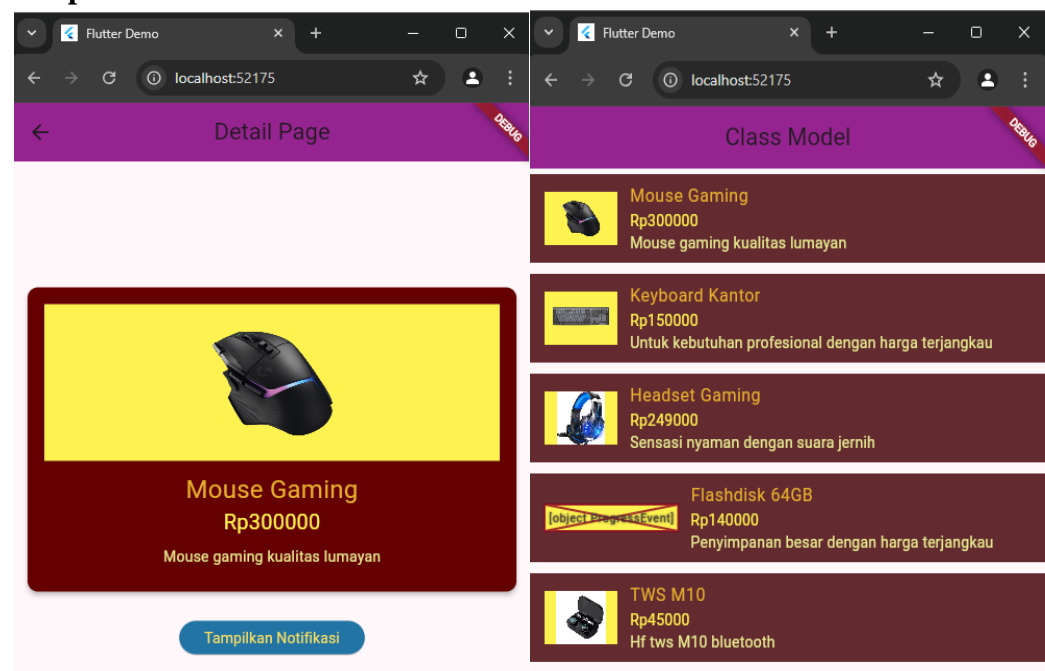 Flutter Demo
localhost:52175
Detail Page
DEBUG
Mouse Gaming
Rp300000
Mouse gaming kualitas lumayan
Tampilkan Notifikasi
Flutter Demo
localhost:52175
Class Model
DEBUG
Mouse Gaming
Rp300000
Mouse gaming kualitas lumayan
Keyboard Kantor
Rp150000
Untuk kebutuhan profesional dengan harga terjangkau
Headset Gaming
Rp249000
Sensasi nyaman dengan suara jernih
[object ProgressEvent]
Flashdisk 64GB
Rp140000
Penyimpanan besar dengan harga terjangkau
TWS M10
Rp45000
Hf tws M10 bluetooth